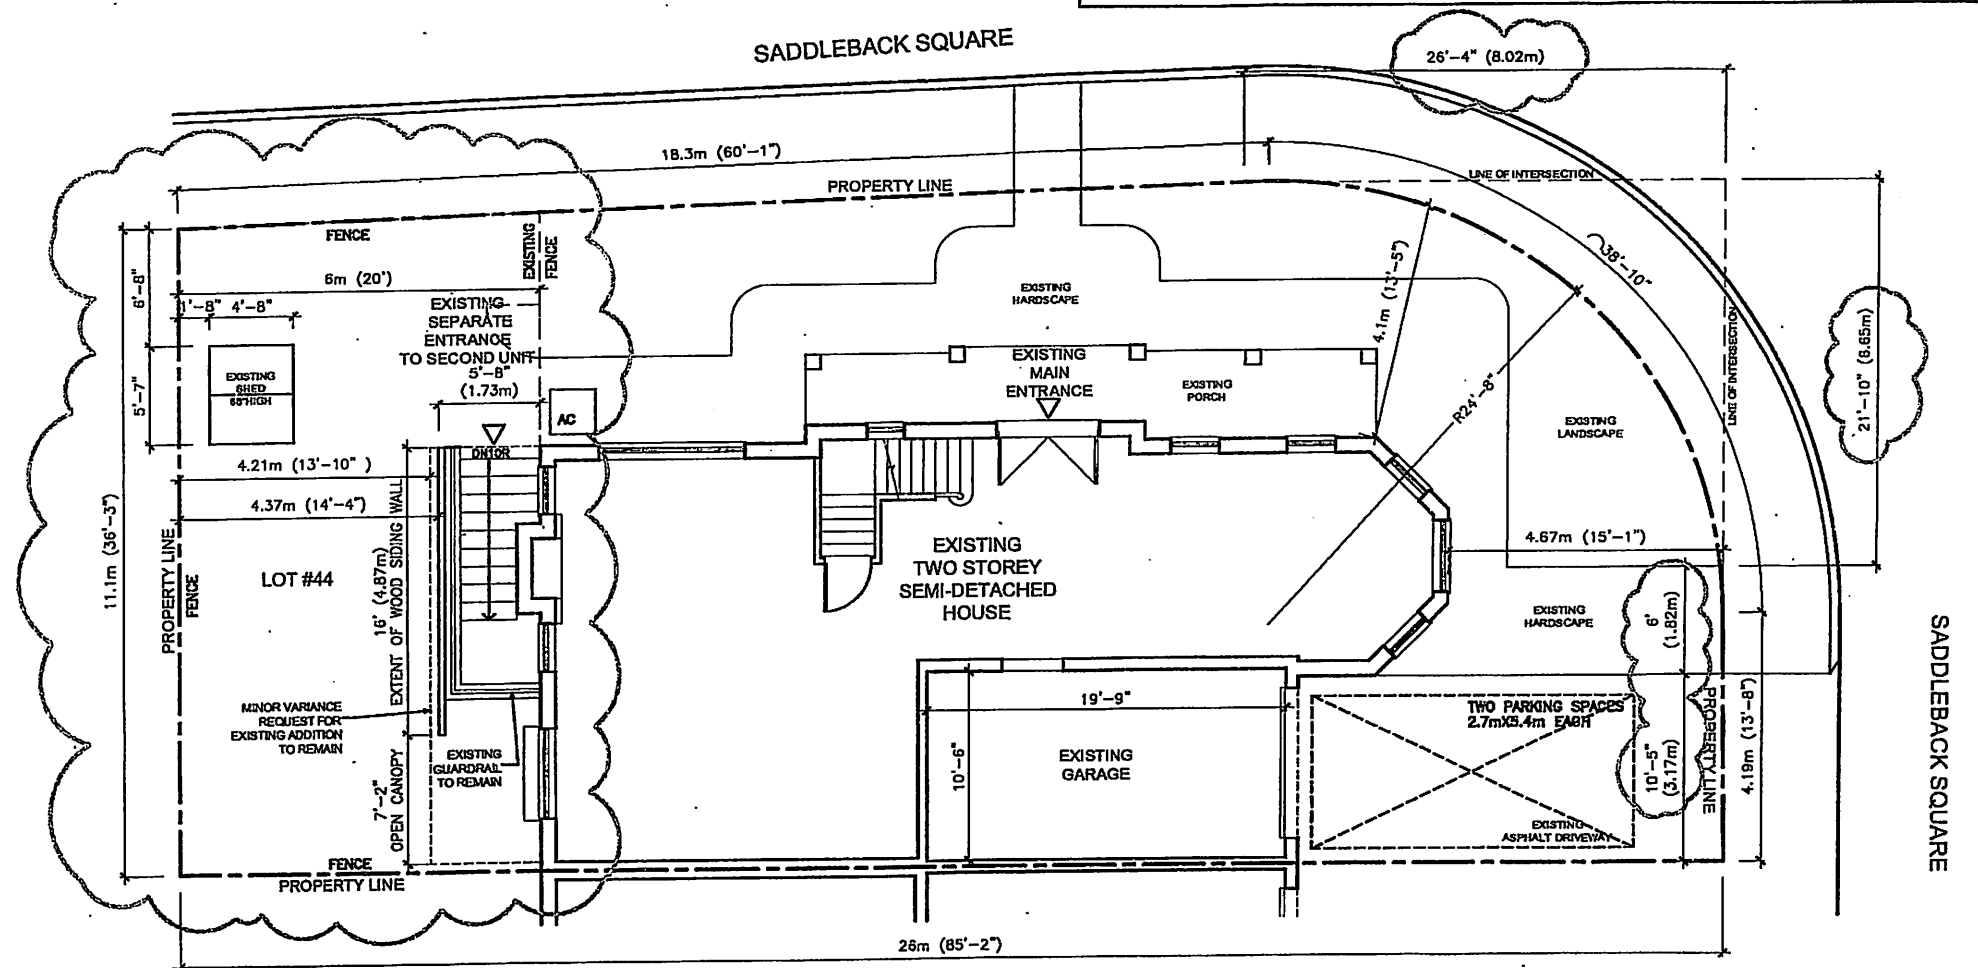 SADDLEBACK SQUARE
26'-4" (8.02m)
18.3m (60'-1")
PROPERTY LINE
LINE OF INTERSECTION
FENCE
EXISTING
FENCE
6m (20')
6'-8"
1'-8" 4'-8"
EXISTING
SEPARATE
ENTRANCE
TO SECOND UNIT
5'-8"
(1.73m)
EXISTING
HARDSCAPE
4.1m (13'-5")
38'-10"
LINE OF INTERSECTION
21'-10" (6.65m)
5'-7"
EXISTING
SHED
HIGH
AC
EXISTING
MAIN
ENTRANCE
EXISTING
PORCH
R24'-8"
EXISTING
LANDSCAPE
DN10R
4.21m (13'-10" )
4.37m (14'-4")
11.1m (36'-3")
PROPERTY LINE
FENCE
LOT #44
16' (4.87m)
EXTENT OF WOOD SIDING WALL
EXISTING
TWO STOREY
SEMI-DETACHED
HOUSE
4.67m (15'-1")
EXISTING
HARDSCAPE
6'
(1.82m)
SADDLEBACK SQUARE
MINOR VARIANCE
REQUEST FOR
EXISTING ADDITION
TO REMAIN
EXISTING
GUARDRAIL
TO REMAIN
7'-2"
OPEN CANOPY
19'-9"
10'-6"
EXISTING
GARAGE
TWO PARKING SPACES
2.7mX5.4m EACH
EXISTING
ASPHALT DRIVEWAY
10'-5"
(3.17m)
PROPERTY LINE
4.19m (13'-8")
FENCE
PROPERTY LINE
26m (85'-2")